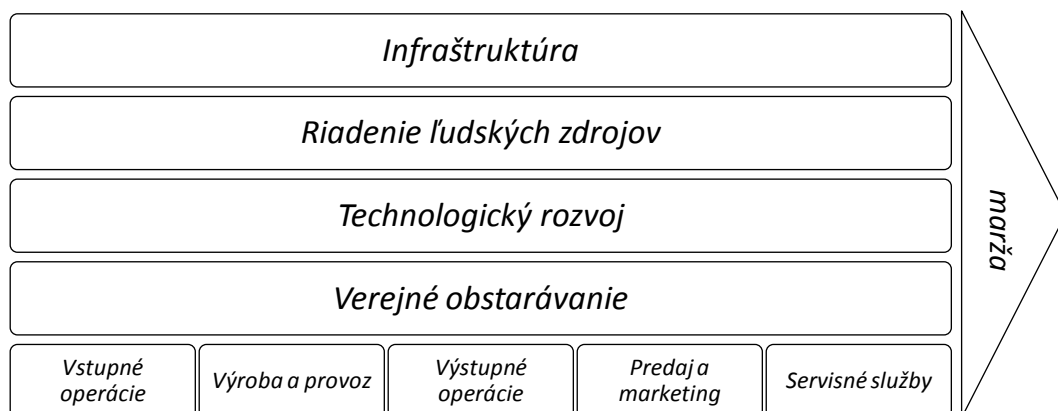 Infraštruktúra
Riadenie ľudských zdrojov
Technologický rozvoj
Verejné obstarávanie
Vstupné
operácie
Výroba a provoz
Výstupné
operácie
Predaj a
marketing
Servisné služby
marža